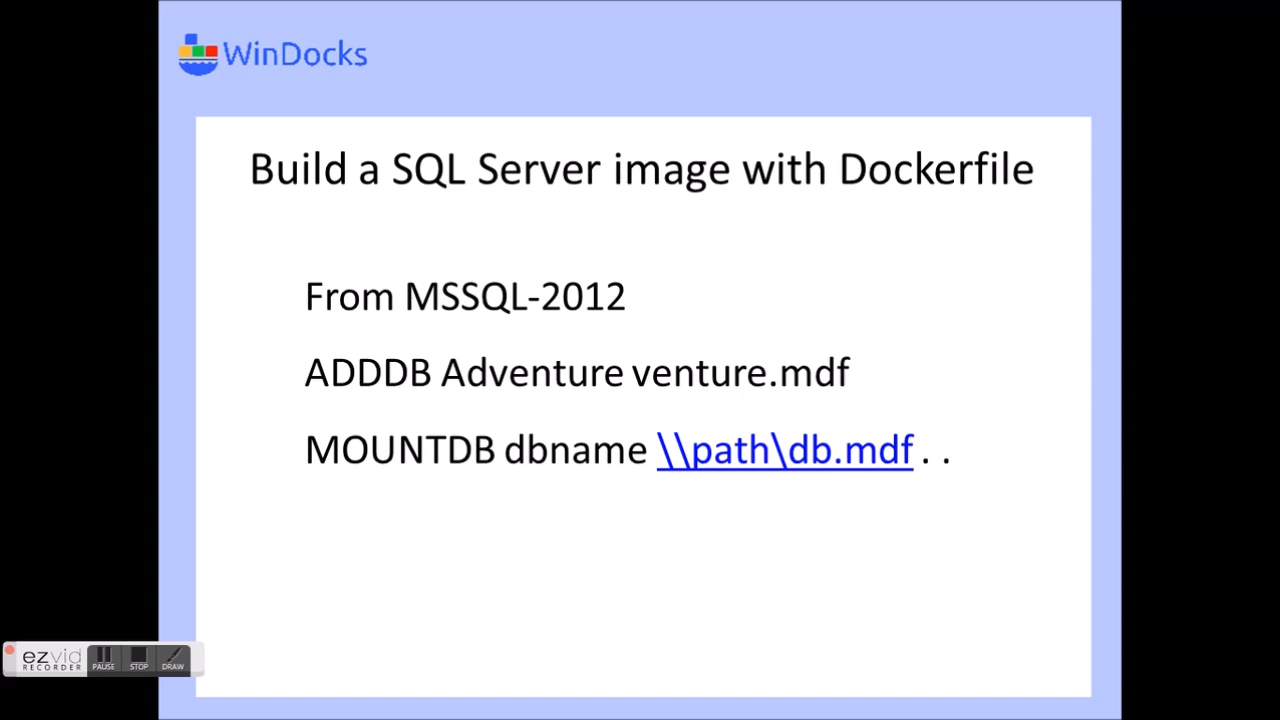 WinDocks
Build a SQL Server image with Dockerfile
From MSSQL-2012
ADDDB Adventure venture.mdf
MOUNTDB dbname \\path\db.mdf . .
ezvid
RECORDER
PAUSE STOP DRAW